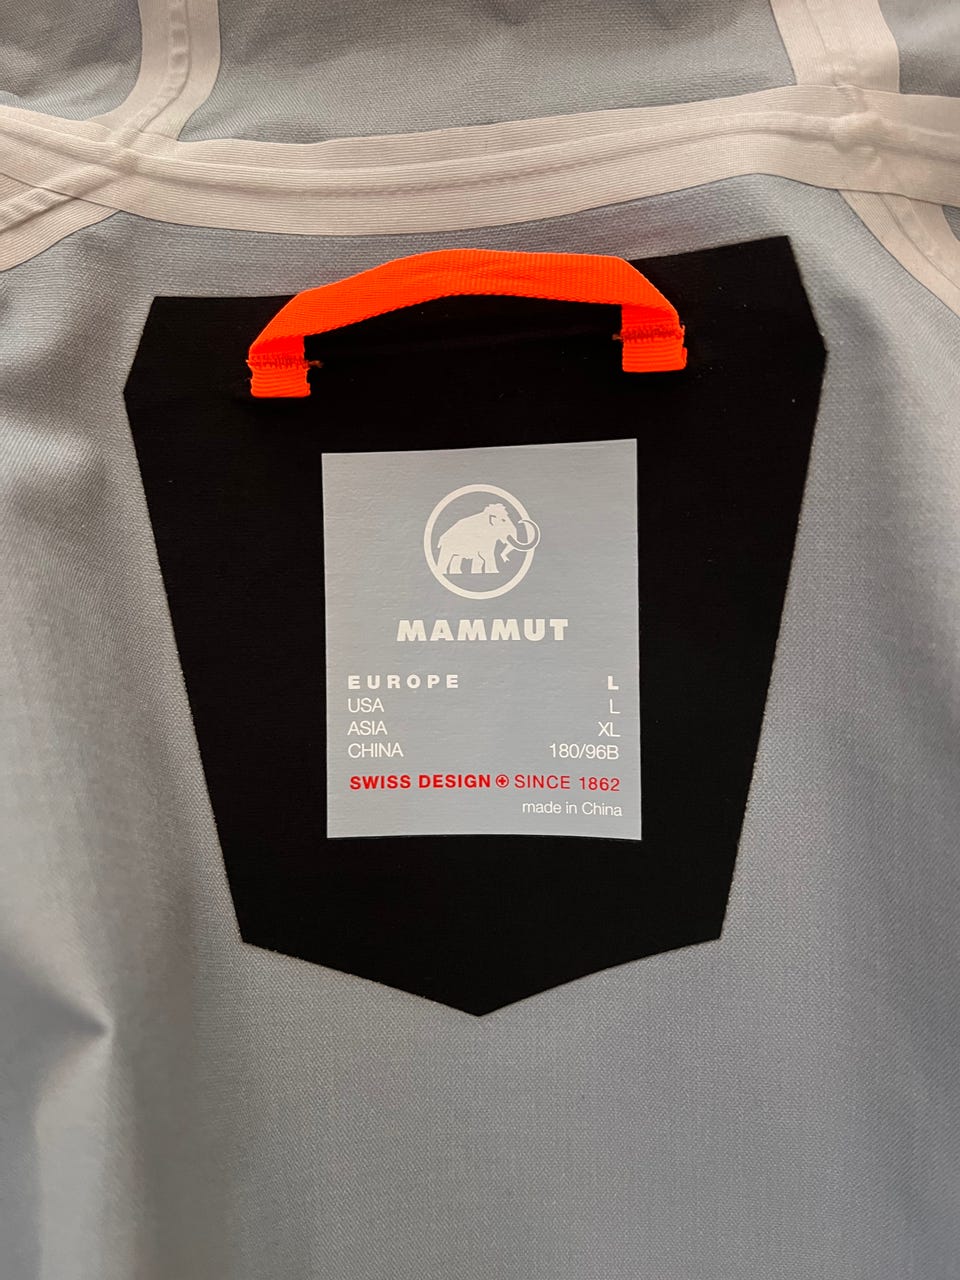 MAMMUT
EUROPE L
USA L
ASIA XL
CHINA 180/96B
SWISS DESIGN SINCE 1862
made in China